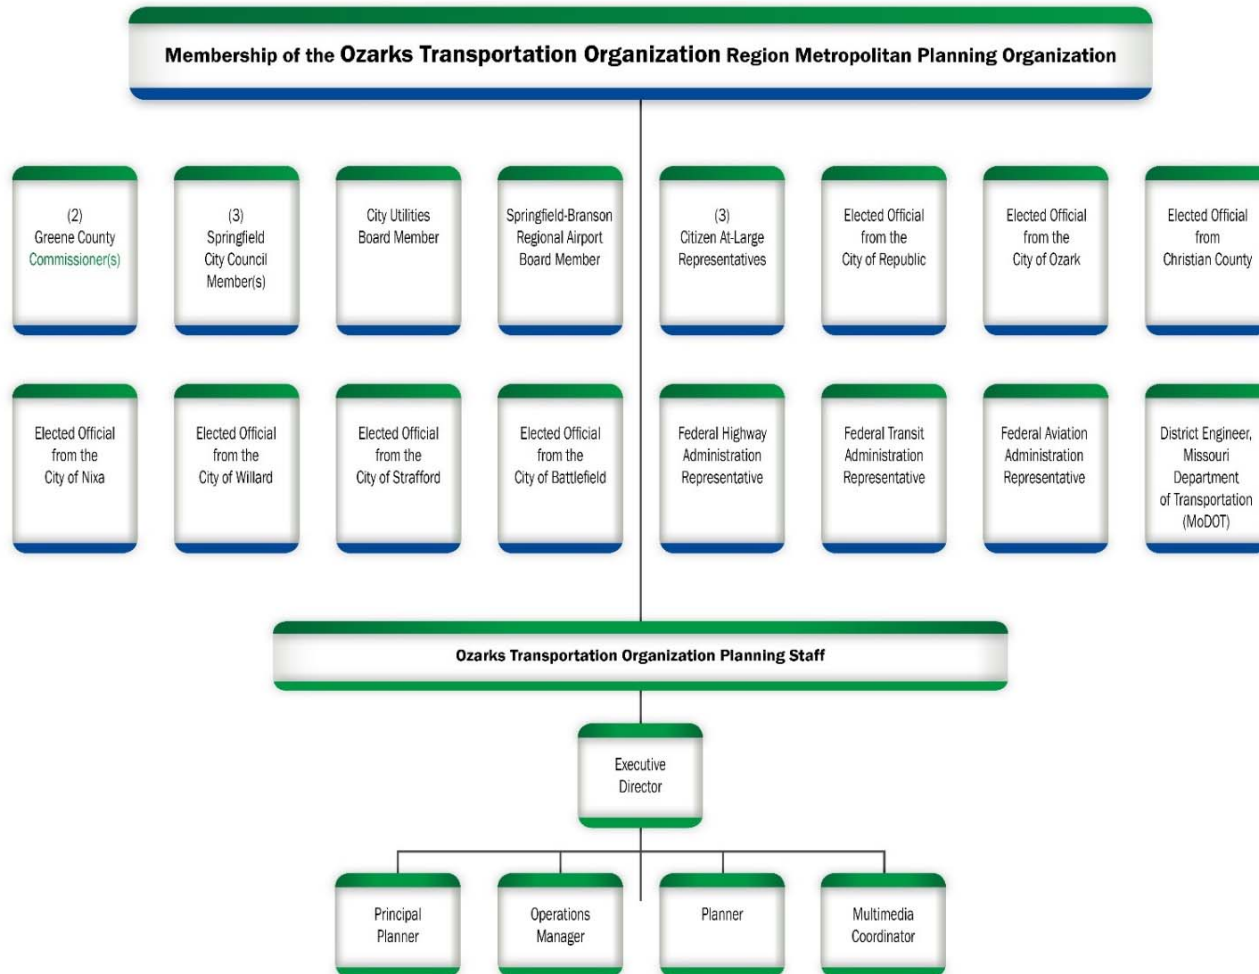 Membership of the Ozarks Transportation Organization Region Metropolitan Planning Organization
(2)
Greene County
Commissioner(s)
(3)
Springfield
City Council
Member(s)
City Utilities
Board Member
Springfield-Branson
Regional Airport
Board Member
(3)
Citizen At-Large
Representatives
Elected Official
from the
City of Republic
Elected Official
from the
City of Ozark
Elected Official
from
Christian County
Elected Official
from the
City of Nixa
Elected Official
from the
City of Willard
Elected Official
from the
City of Strafford
Elected Official
from the
City of Battlefield
Federal Highway
Administration
Representative
Federal Transit
Administration
Representative
Federal Aviation
Administration
Representative
District Engineer,
Missouri
Department
of Transportation
(MoDOT)
Ozarks Transportation Organization Planning Staff
Executive
Director
Principal
Planner
Operations
Manager
Planner
Multimedia
Coordinator